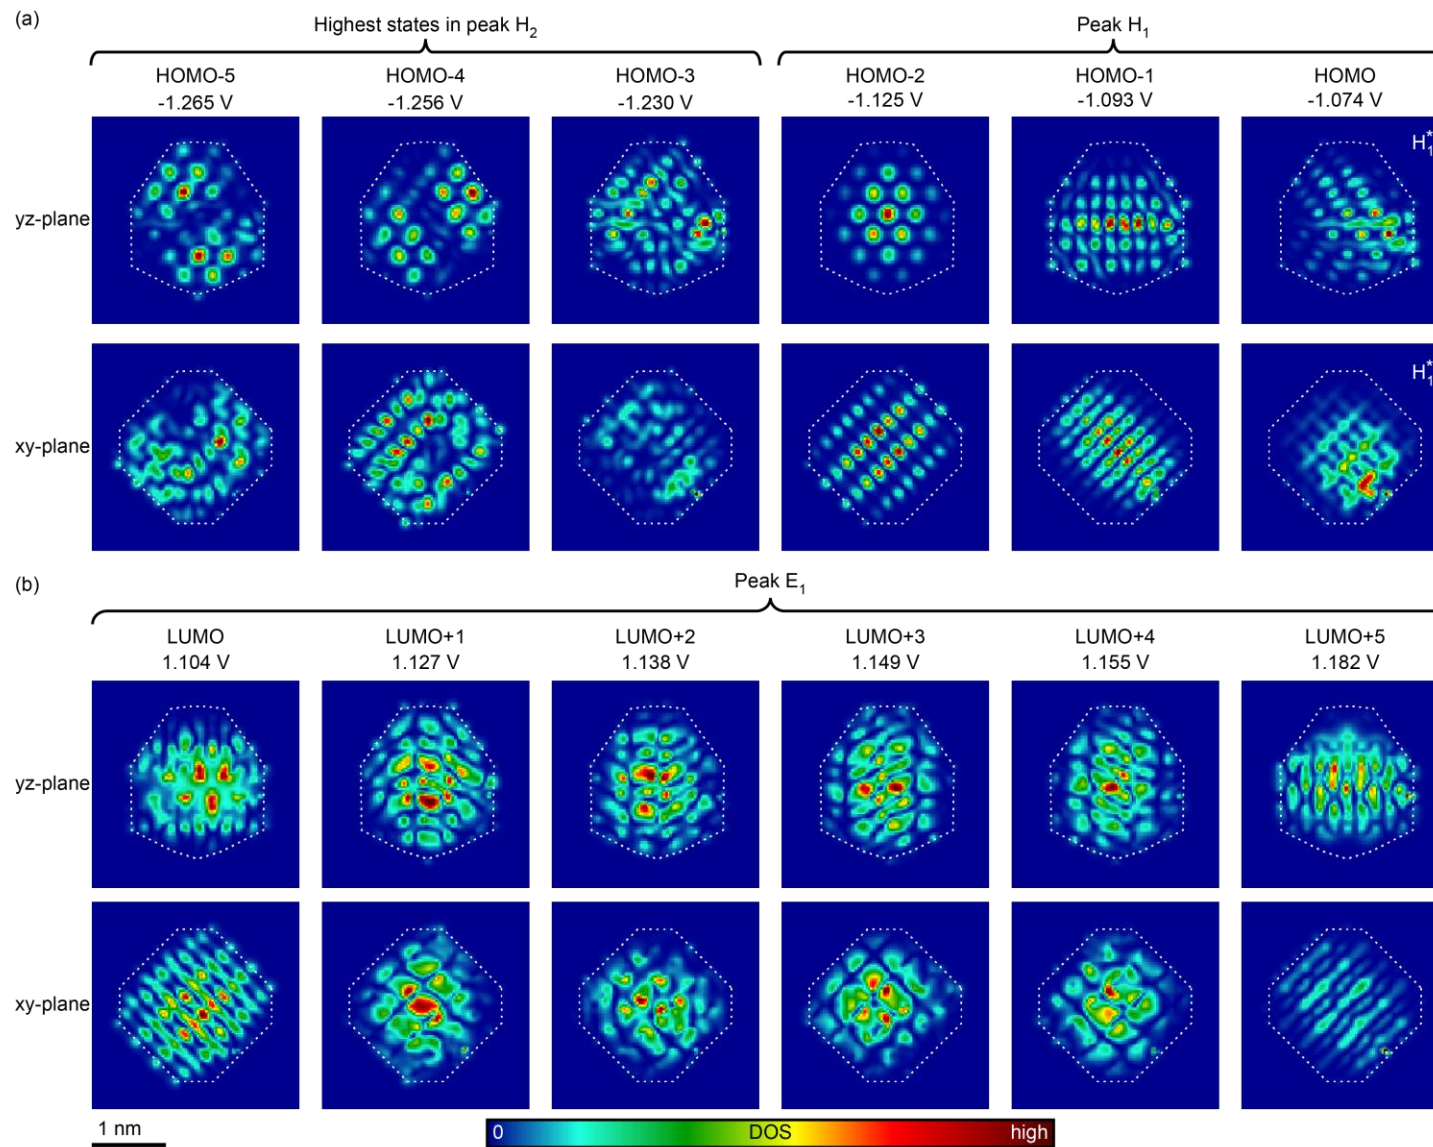 (a)
Highest states in peak H2
Peak H1
HOMO-5 HOMO-4 HOMO-3 HOMO-2 HOMO-1 HOMO
-1.265 V -1.256 V -1.230 V -1.125 V -1.093 V -1.074 V
H1*
yz-plane
H1*
xy-plane
(b)
Peak E1
LUMO LUMO+1 LUMO+2 LUMO+3 LUMO+4 LUMO+5
1.104 V 1.127 V 1.138 V 1.149 V 1.155 V 1.182 V
yz-plane
xy-plane
1 nm
0 DOS high